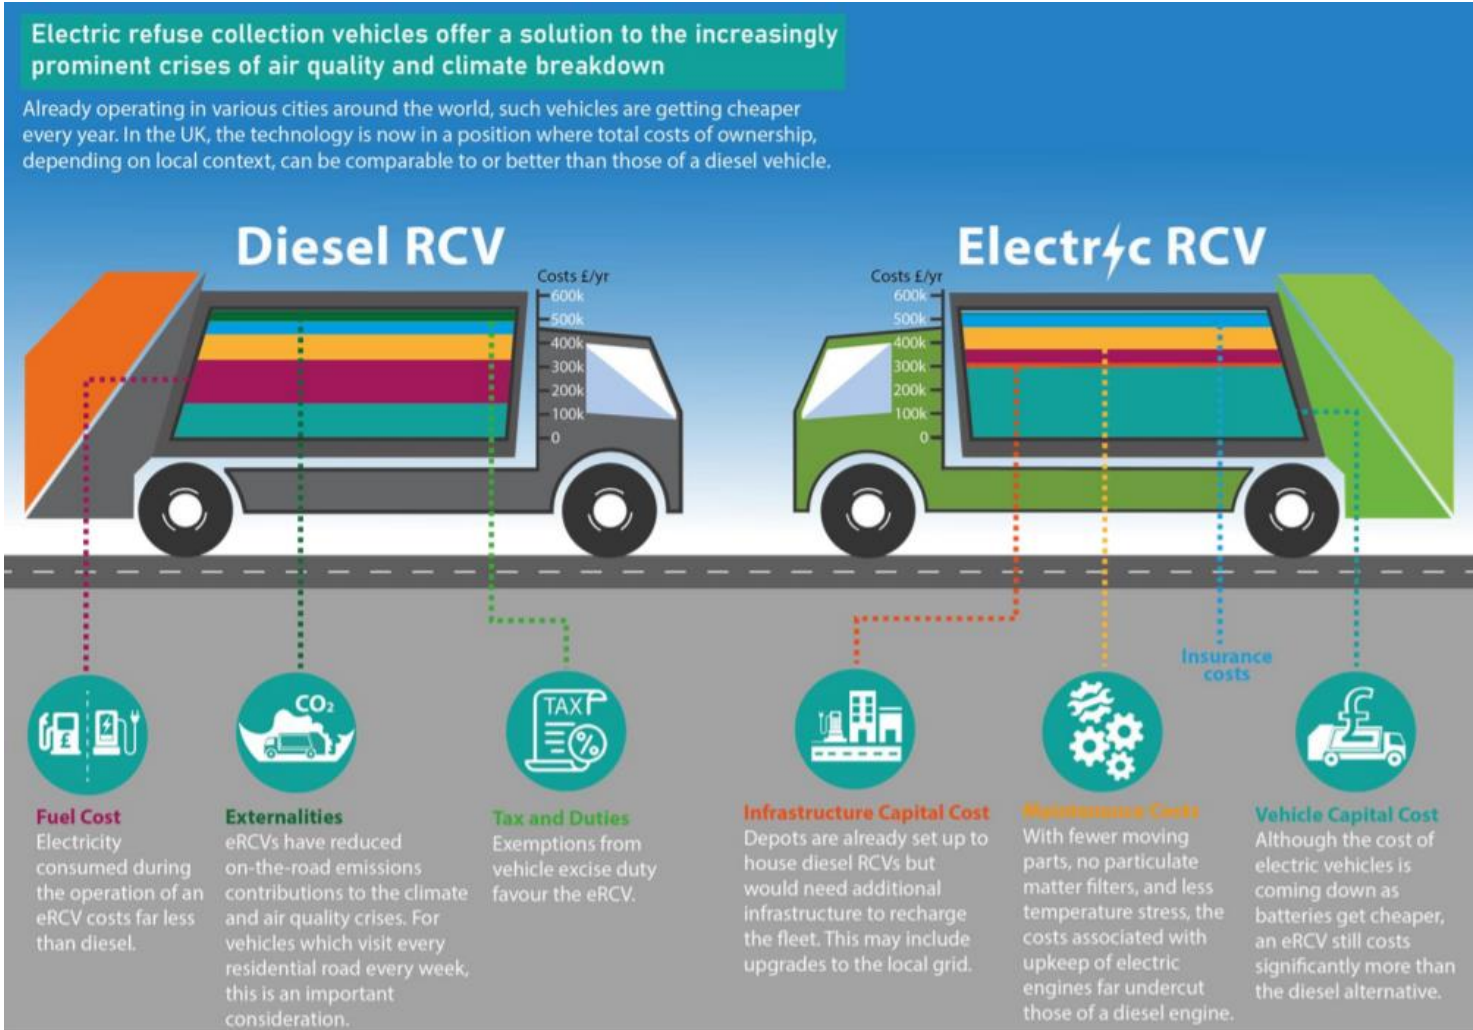 Electric refuse collection vehicles offer a solution to the increasingly
prominent crises of air quality and climate breakdown
Already operating in various cities around the world, such vehicles are getting cheaper
every year. In the UK, the technology is now in a position where total costs of ownership,
depending on local context, can be comparable to or better than those of a diesel vehicle.
Diesel RCV
Costs £/yr
600k
500k
400k
300k
200k
100k
0
Electric RCV
Costs £/yr
600k
500k
400k
300k
200k
100k
0
£
Fuel Cost
Electricity
consumed during
the operation of an
eRCV costs far less
than diesel.
CO₂
Externalities
eRCVs have reduced
on-the-road emissions
contributions to the climate
and air quality crises. For
vehicles which visit every
residential road every week,
this is an important
consideration.
TAX
%
Tax and Duties
Exemptions from
vehicle excise duty
favour the eRCV.
Infrastructure Capital Cost
Depots are already set up to
house diesel RCVs but
would need additional
infrastructure to recharge
the fleet. This may include
upgrades to the local grid.
Maintenance Costs
With fewer moving
parts, no particulate
matter filters, and less
temperature stress, the
costs associated with
upkeep of electric
engines far undercut
those of a diesel engine.
Insurance
costs
£
Vehicle Capital Cost
Although the cost of
electric vehicles is
coming down as
batteries get cheaper,
an eRCV still costs
significantly more than
the diesel alternative.